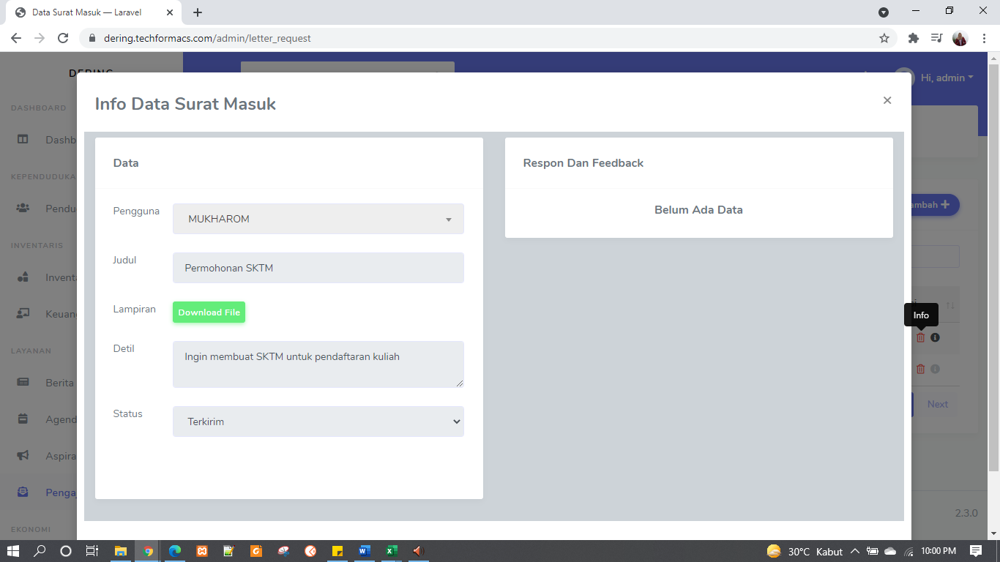 Data Surat Masuk — Laravel
dering.techformacs.com/admin/letter_request
Hi, admin
Info Data Surat Masuk
DASHBOARD
Dashb
KEPENDUDUKA
Pendu
INVENTARIS
Inventa
Keuan
LAYANAN
Berita
Agend
Aspira
Pengaj
EKONOMI
Data
Pengguna
MUKHAROM
Judul
Permohonan SKTM
Lampiran
Download File
Detil
Ingin membuat SKTM untuk pendaftaran kuliah
Status
Terkirim
Respon Dan Feedback
Belum Ada Data
ambah
Info
Next
2.3.0
30°C Kabut
10:00 PM